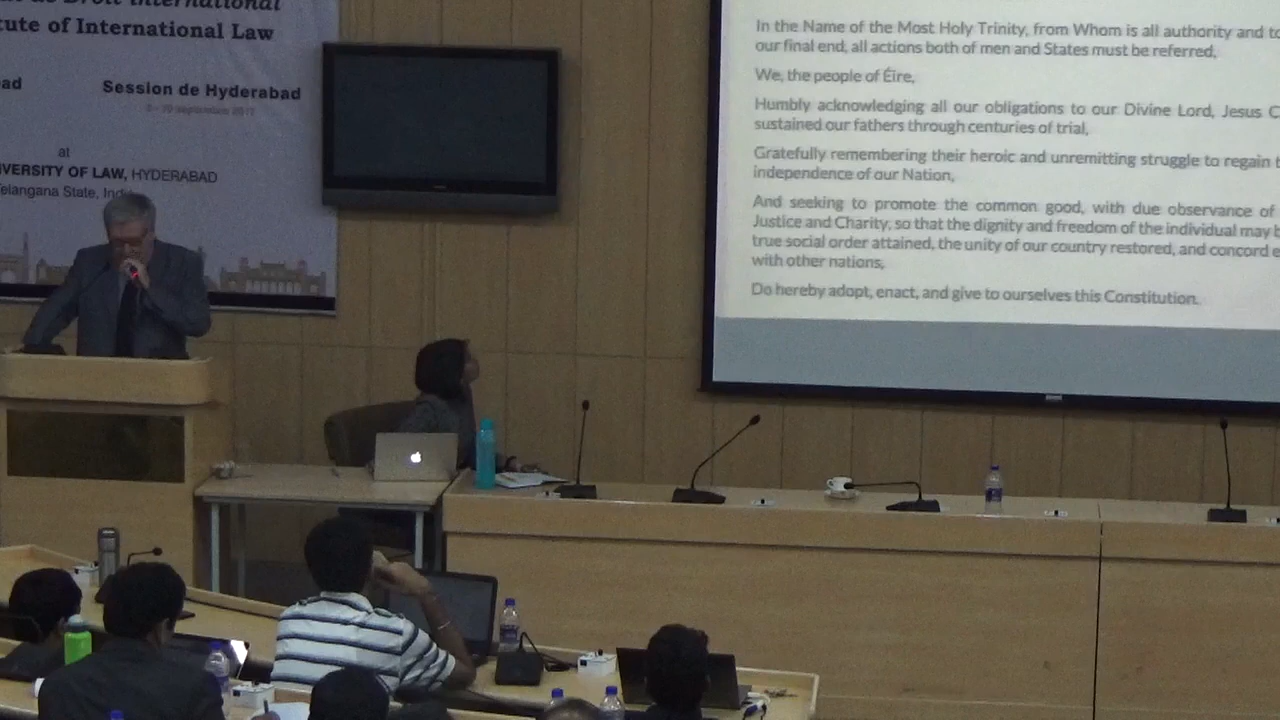 Droit International
tute of International Law
ad
Session de Hyderabad
at
IVERSITY OF LAW, HYDERABAD
Telangana State, India
In the Name of the Most Holy Trinity, from Whom is all authority and to
our final end, all actions both of men and States must be referred,
We, the people of Éire,
Humbly acknowledging all our obligations to our Divine Lord, Jesus C
sustained our fathers through centuries of trial,
Gratefully remembering their heroic and unremitting struggle to regain t
independence of our Nation,
And seeking to promote the common good, with due observance of
Justice and Charity, so that the dignity and freedom of the individual may b
true social order attained, the unity of our country restored, and concord e
with other nations,
Do hereby adopt, enact, and give to ourselves this Constitution.